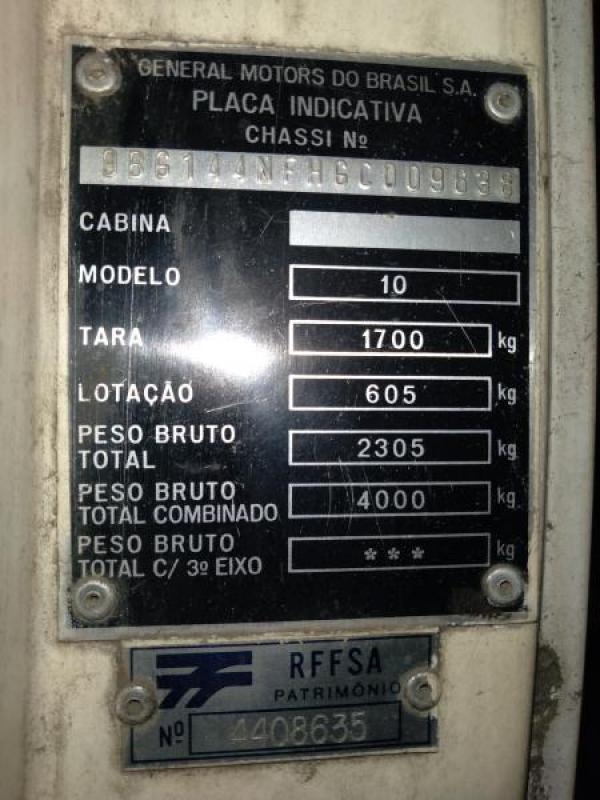 GENERAL MOTORS DO BRASIL S.A.
PLACA INDICATIVA
CHASSI Nº
9BG144NFHGC009638
CABINA
MODELO 10
TARA 1700 kg
LOTAÇÃO 605 kg
PESO BRUTO
TOTAL 2305 kg
PESO BRUTO
TOTAL COMBINADO 4000 kg
PESO BRUTO
TOTAL C/ 3º EIXO *** kg
RFFSA
PATRIMÔNIO
Nº 4408635